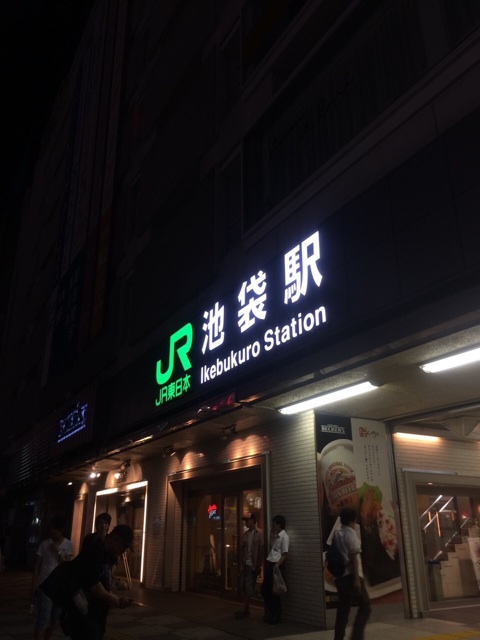 JR 池袋駅
JR東日本 Ikebukuro Station
BECKER'S